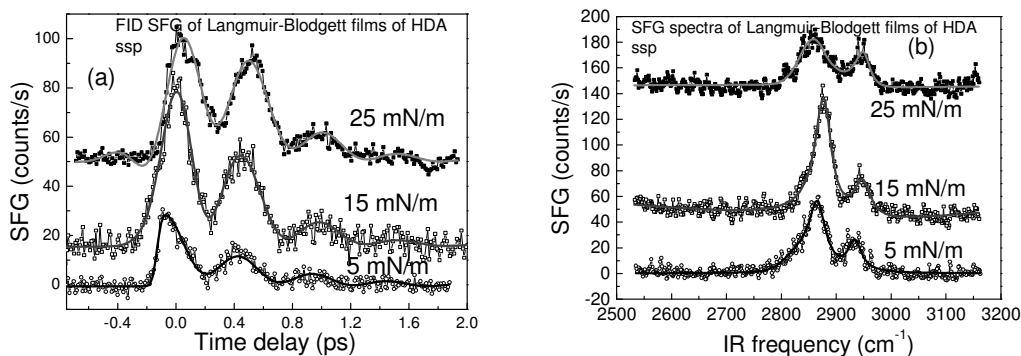 FID SFG of Langmuir-Blodgett films of HDA
ssp
(a)
25 mN/m
15 mN/m
5 mN/m
SFG (counts/s)
100
80
60
40
20
0
-0.4 0.0 0.4 0.8 1.2 1.6 2.0
Time delay (ps)
SFG spectra of Langmuir-Blodgett films of HDA
ssp
(b)
25 mN/m
15 mN/m
5 mN/m
SFG (counts/s)
200
180
160
140
120
100
80
60
40
20
0
-20
2500 2600 2700 2800 2900 3000 3100 3200
IR frequency (cm⁻¹)